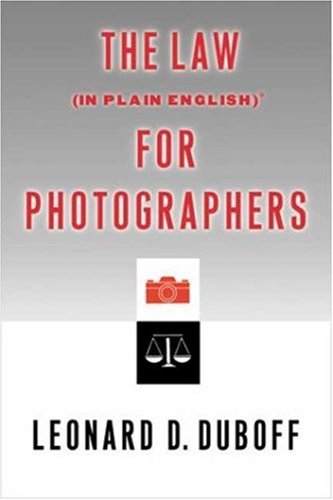 THE LAW
(IN PLAIN ENGLISH)®
FOR
PHOTOGRAPHERS
LEONARD D. DUBOFF